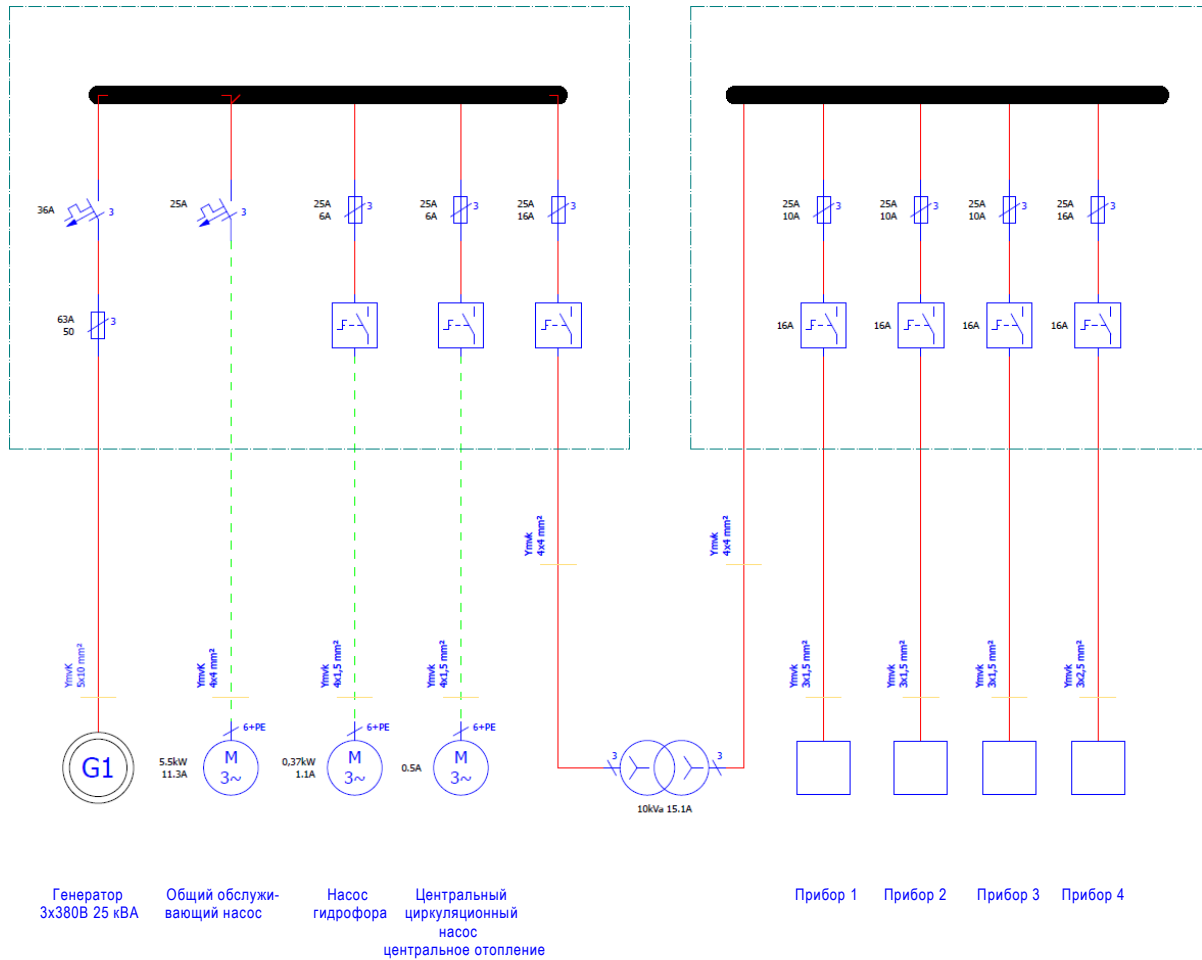 36A
3
25A
3
25A
6A
3
25A
6A
3
25A
16A
3
25A
10A
3
25A
10A
3
25A
10A
3
25A
16A
3
63A
50
3
16A
16A
16A
16A
Ymvk
4x4 mm²
Ymvk
4x4 mm²
YmvK
5x10 mm²
YmvK
4x4 mm²
Ymvk
4x1,5 mm²
Ymvk
4x1,5 mm²
Ymvk
3x1,5 mm²
Ymvk
3x1,5 mm²
Ymvk
3x1,5 mm²
Ymvk
3x2,5 mm²
G1
5.5kW
11.3A
6+PE
M
3~
0,37kW
1.1A
6+PE
M
3~
0.5A
6+PE
M
3~
3
3
10kVa 15.1A
Генератор
3x380В 25 кВА
Общий обслужи-
вающий насос
Насос
гидрофора
Центральный
циркуляционный
насос
центральное отопление
Прибор 1
Прибор 2
Прибор 3
Прибор 4